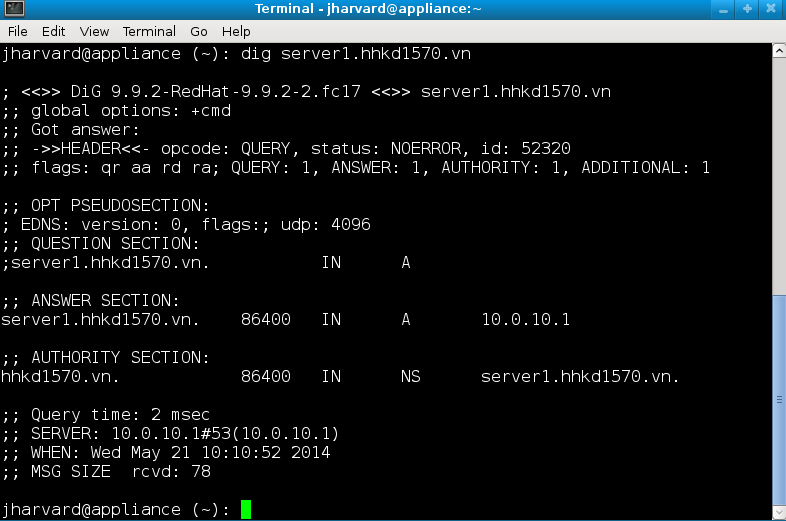 Terminal - jharvard@appliance:~
File Edit View Terminal Go Help
jharvard@appliance (~): dig server1.hhkd1570.vn
; <<>> DiG 9.9.2-RedHat-9.9.2-2.fc17 <<>> server1.hhkd1570.vn
;; global options: +cmd
;; Got answer:
;; ->>HEADER<<- opcode: QUERY, status: NOERROR, id: 52320
;; flags: qr aa rd ra; QUERY: 1, ANSWER: 1, AUTHORITY: 1, ADDITIONAL: 1
;; OPT PSEUDOSECTION:
; EDNS: version: 0, flags:; udp: 4096
;; QUESTION SECTION:
;server1.hhkd1570.vn. IN A
;; ANSWER SECTION:
server1.hhkd1570.vn. 86400 IN A 10.0.10.1
;; AUTHORITY SECTION:
hhkd1570.vn. 86400 IN NS server1.hhkd1570.vn.
;; Query time: 2 msec
;; SERVER: 10.0.10.1#53(10.0.10.1)
;; WHEN: Wed May 21 10:10:52 2014
;; MSG SIZE rcvd: 78
jharvard@appliance (~):